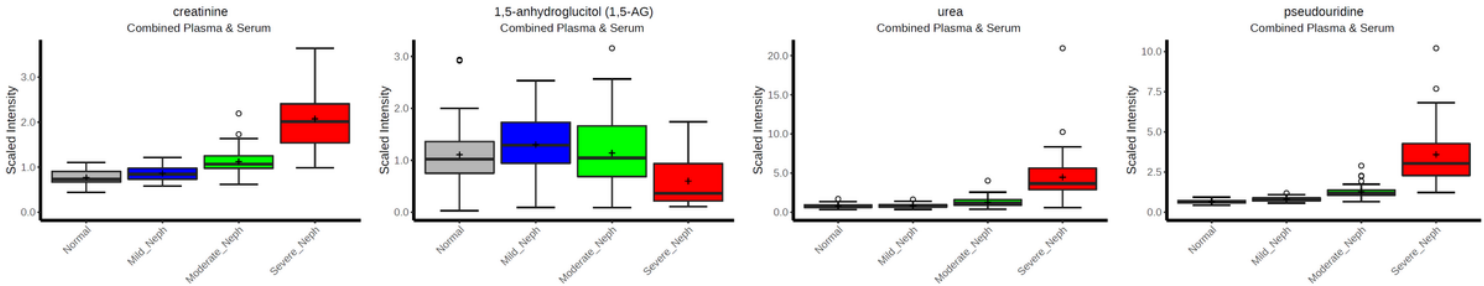 creatinine
Combined Plasma & Serum
Scaled Intensity
3.0
2.0
1.0
0.0
Normal
Mild_Neph
Moderate_Neph
Severe_Neph
1,5-anhydroglucitol (1,5-AG)
Combined Plasma & Serum
Scaled Intensity
3.0
2.0
1.0
0.0
Normal
Mild_Neph
Moderate_Neph
Severe_Neph
urea
Combined Plasma & Serum
Scaled Intensity
20.0
15.0
10.0
5.0
0.0
Normal
Mild_Neph
Moderate_Neph
Severe_Neph
pseudouridine
Combined Plasma & Serum
Scaled Intensity
10.0
7.5
5.0
2.5
0.0
Normal
Mild_Neph
Moderate_Neph
Severe_Neph